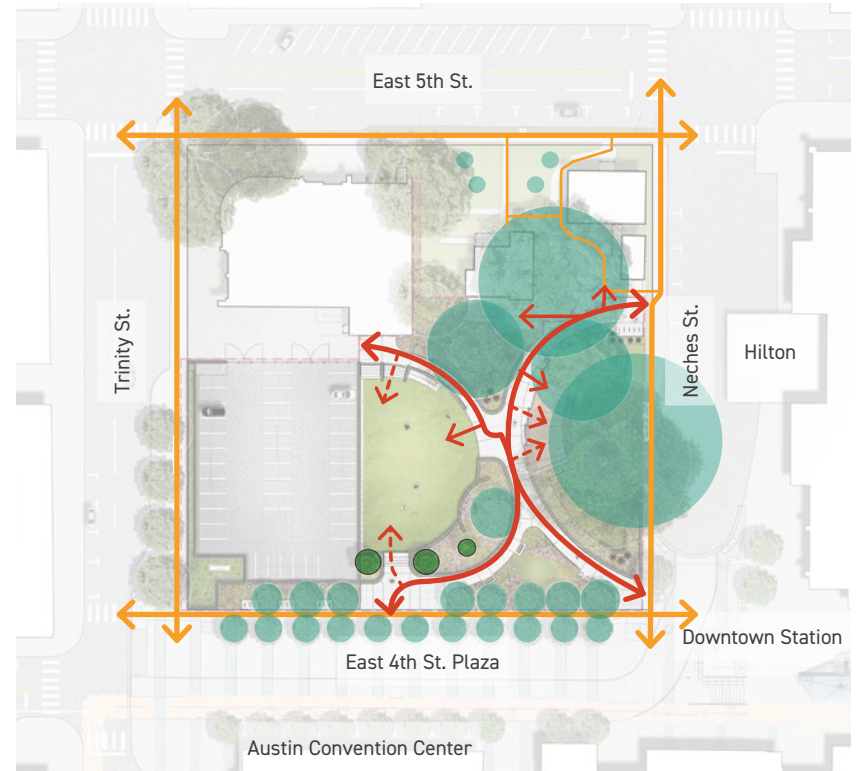 East 5th St.
Trinity St.
Neches St.
Hilton
Downtown Station
East 4th St. Plaza
Austin Convention Center